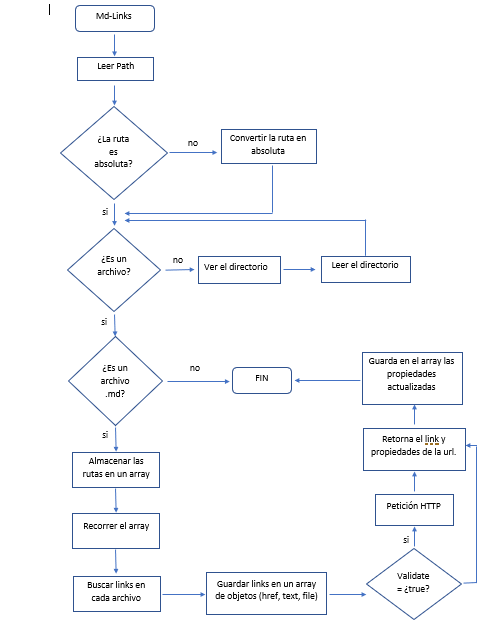 Md-Links
Leer Path
¿La ruta
es
absoluta?
no
Convertir la ruta en
absoluta
si
¿Es un
archivo?
no
Ver el directorio
Leer el directorio
si
¿Es un
archivo
.md?
no
FIN
Guarda en el array las
propiedades
actualizadas
si
Almacenar las
rutas en un array
Retorna el link y
propiedades de la url.
Recorrer el array
Petición HTTP
si
Buscar links en
cada archivo
Guardar links en un array
de objetos (href, text, file)
Validate
= ¿true?